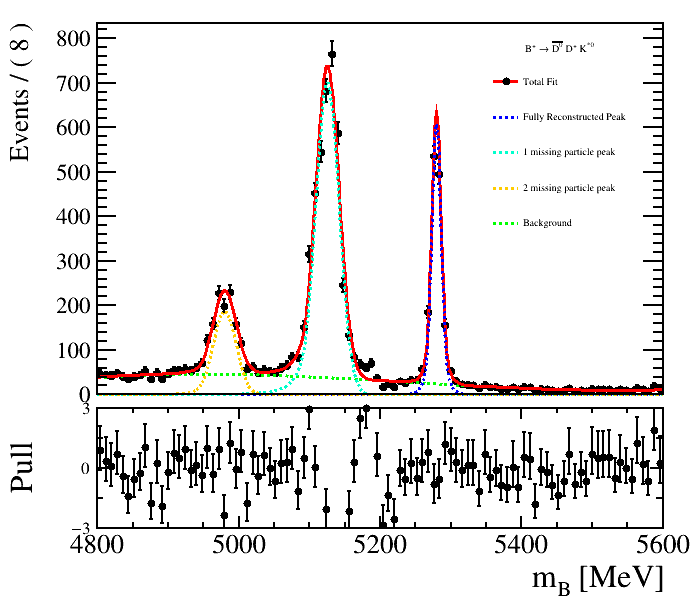 Events / ( 8 )
800
700
600
500
400
300
200
100
0
B⁺ → D̅⁰ D⁺ K*⁰
Total Fit
Fully Reconstructed Peak
1 missing particle peak
2 missing particle peak
Background
Pull
3
0
−3
4800 5000 5200 5400 5600
m_B [MeV]